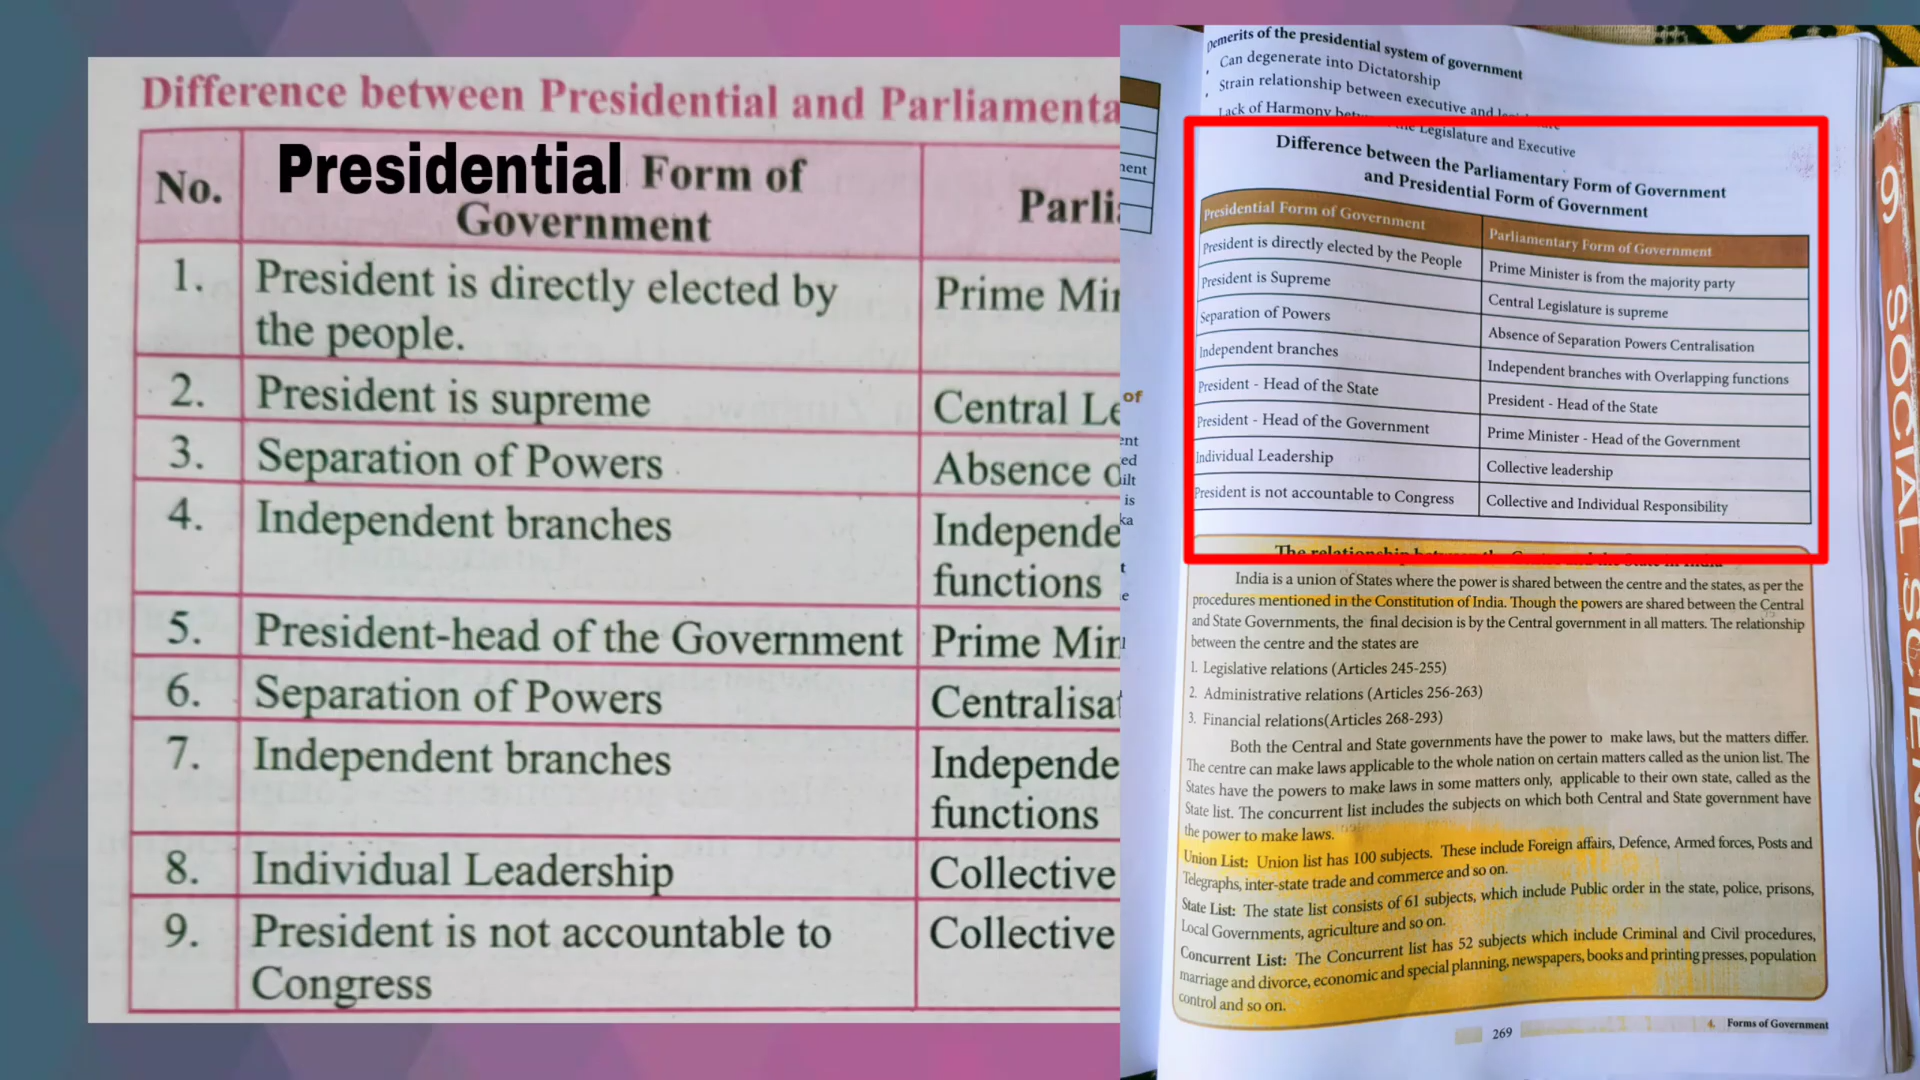 Difference between Presidential and Parliamenta
No.
Presidential Form of
Government
Parli
1.
President is directly elected by
the people.
Prime Mi
2.
President is supreme
Central Le
3.
Separation of Powers
Absence
4.
Independent branches
Independe
functions
5.
President-head of the Government
Prime Mi
6.
Separation of Powers
Centralisa
7.
Independent branches
Independe
functions
8.
Individual Leadership
Collective
9.
President is not accountable to
Congress
Collective
Demerits of the presidential system of government
Can degenerate into Dictatorship
Strain relationship between executive and
Lack of Harmony
the Legislature and Executive
Difference between the Parliamentary Form of Government
and Presidential Form of Government
Presidential Form of Government
Parliamentary Form of Government
President is directly elected by the People
Prime Minister is from the majority party
President is Supreme
Central Legislature is supreme
Separation of Powers
Absence of Separation Powers Centralisation
Independent branches
Independent branches with Overlapping functions
President - Head of the State
President - Head of the State
President - Head of the Government
Prime Minister - Head of the Government
Individual Leadership
Collective leadership
President is not accountable to Congress
Collective and Individual Responsibility
India is a union of States where the power is shared between the centre and the states, as per the
procedures mentioned in the Constitution of India. Though the powers are shared between the Central
and State Governments, the final decision is by the Central government in all matters. The relationship
between the centre and the states are
1. Legislative relations (Articles 245-255)
2. Administrative relations (Articles 256-263)
3. Financial relations(Articles 268-293)
Both the Central and State governments have the power to make laws, but the matters differ.
The centre can make laws applicable to the whole nation on certain matters called as the union list. The
States have the powers to make laws in some matters only, applicable to their own state, called as the
State list. The concurrent list includes the subjects on which both Central and State government have
the power to make laws.
Union List: Union list has 100 subjects. These include Foreign affairs, Defence, Armed forces, Posts and
Telegraphs, inter-state trade and commerce and so on.
State List: The state list consists of 61 subjects, which include Public order in the state, police, prisons,
Local Governments, agriculture and so on.
Concurrent List: The Concurrent list has 52 subjects which include Criminal and Civil procedures,
marriage and divorce, economic and special planning, newspapers, books and printing presses, population
control and so on.
269
4. Forms of Government
9
SOCIAL SCIENCE